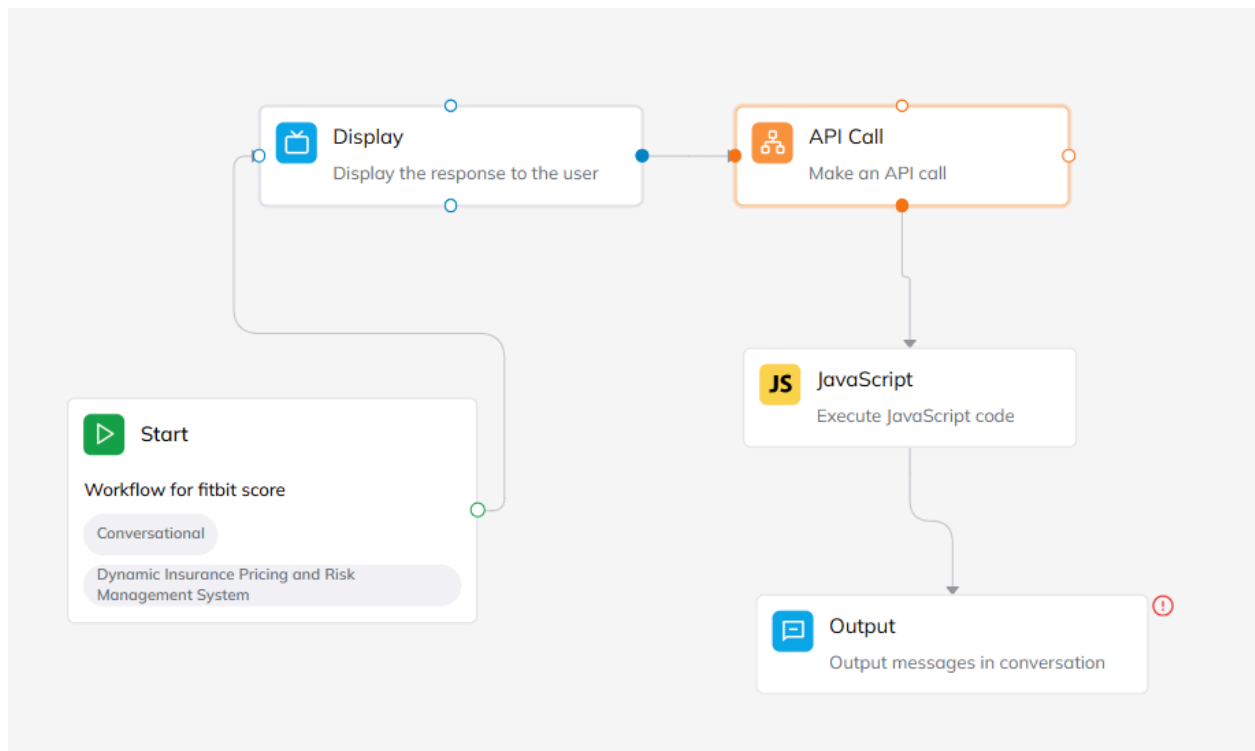 Display
Display the response to the user
API Call
Make an API call
JS
JavaScript
Execute JavaScript code
Start
Workflow for fitbit score
Conversational
Dynamic Insurance Pricing and Risk
Management System
Output
Output messages in conversation